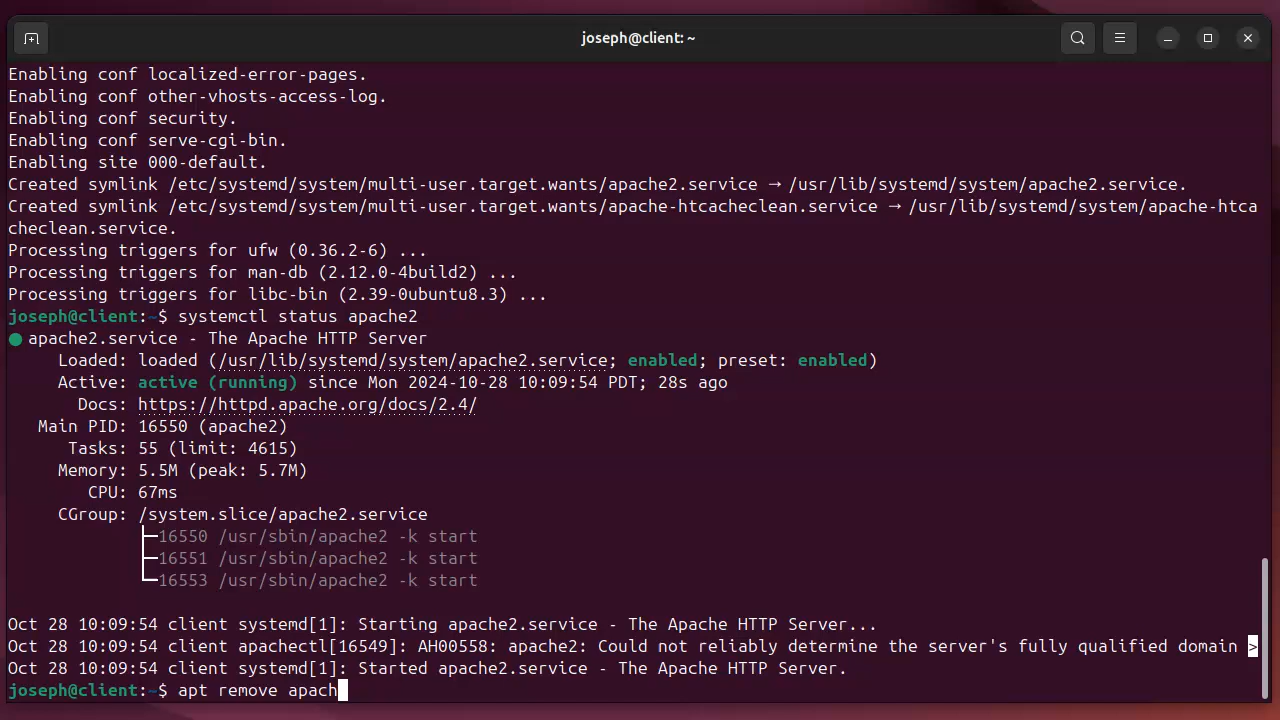 joseph@client: ~
Enabling conf localized-error-pages.
Enabling conf other-vhosts-access-log.
Enabling conf security.
Enabling conf serve-cgi-bin.
Enabling site 000-default.
Created symlink /etc/systemd/system/multi-user.target.wants/apache2.service → /usr/lib/systemd/system/apache2.service.
Created symlink /etc/systemd/system/multi-user.target.wants/apache-htcacheclean.service → /usr/lib/systemd/system/apache-htca
checlean.service.
Processing triggers for ufw (0.36.2-6) ...
Processing triggers for man-db (2.12.0-4build2) ...
Processing triggers for libc-bin (2.39-0ubuntu8.3) ...
joseph@client:~$ systemctl status apache2
● apache2.service - The Apache HTTP Server
Loaded: loaded (/usr/lib/systemd/system/apache2.service; enabled; preset: enabled)
Active: active (running) since Mon 2024-10-28 10:09:54 PDT; 28s ago
Docs: https://httpd.apache.org/docs/2.4/
Main PID: 16550 (apache2)
Tasks: 55 (limit: 4615)
Memory: 5.5M (peak: 5.7M)
CPU: 67ms
CGroup: /system.slice/apache2.service
├─16550 /usr/sbin/apache2 -k start
├─16551 /usr/sbin/apache2 -k start
└─16553 /usr/sbin/apache2 -k start
Oct 28 10:09:54 client systemd[1]: Starting apache2.service - The Apache HTTP Server...
Oct 28 10:09:54 client apachectl[16549]: AH00558: apache2: Could not reliably determine the server's fully qualified domain >
Oct 28 10:09:54 client systemd[1]: Started apache2.service - The Apache HTTP Server.
joseph@client:~$ apt remove apach